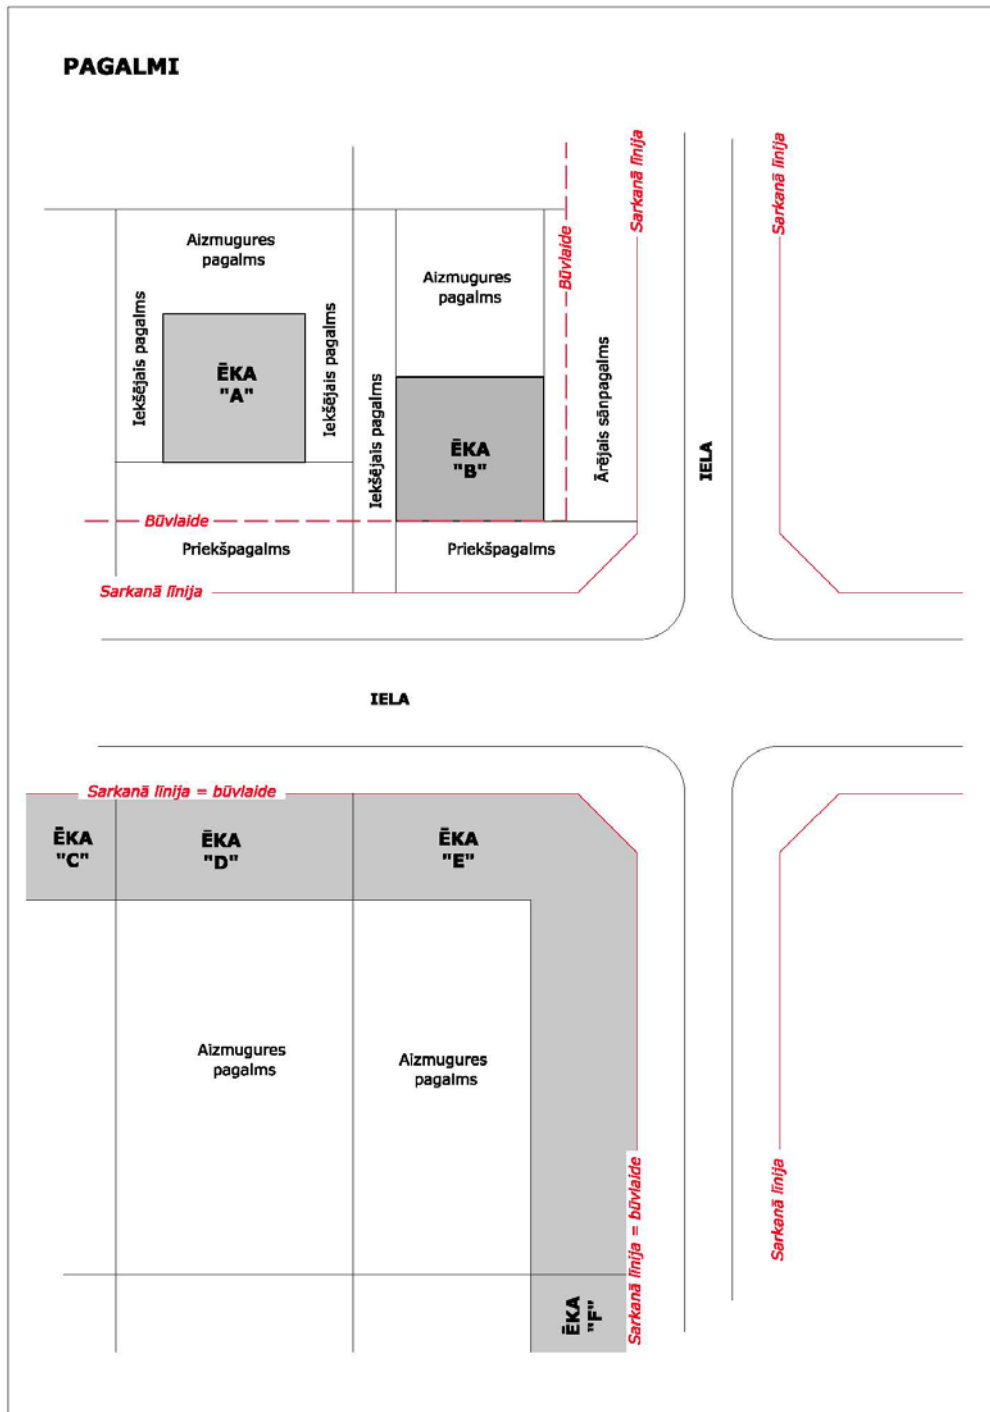 PAGALMI
Sarkanā līnija
Sarkanā līnija
Aizmugures
pagalms
Aizmugures
pagalms
Būvlaide
Iekšējais pagalms
Iekšējais pagalms
Iekšējais pagalms
Ārējais sānpagalms
ĒKA
"A"
ĒKA
"B"
IELA
Būvlaide
Priekšpagalms
Priekšpagalms
Sarkanā līnija
IELA
Sarkanā līnija = būvlaide
ĒKA
"C"
ĒKA
"D"
ĒKA
"E"
Aizmugures
pagalms
Aizmugures
pagalms
Sarkanā līnija = būvlaide
Sarkanā līnija
ĒKA
"F"